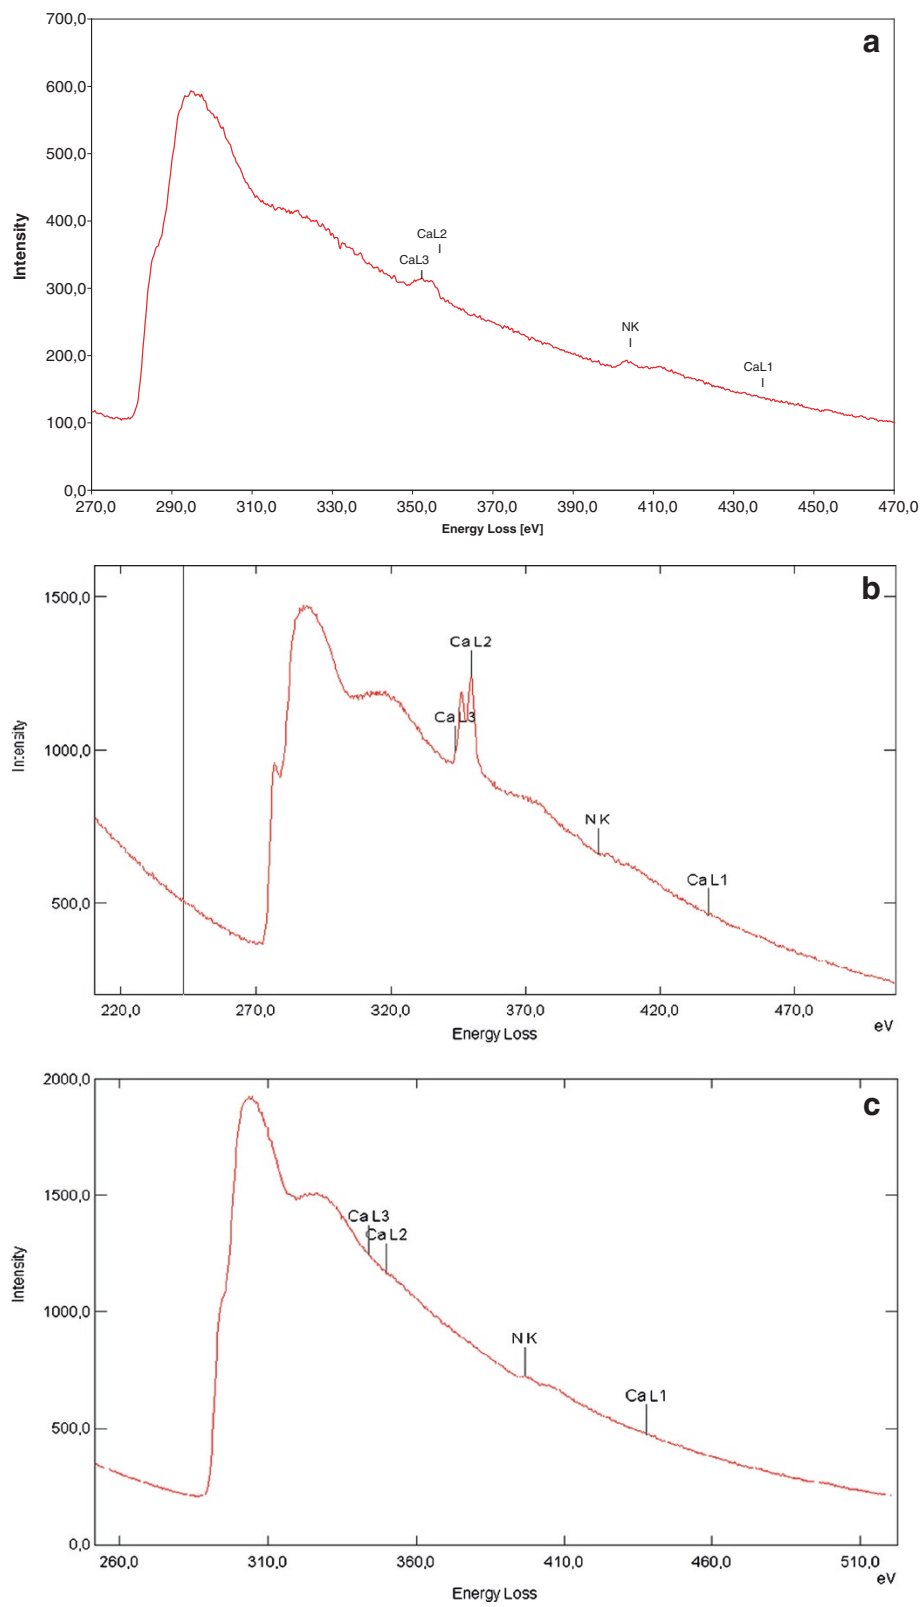 700,0
a
600,0
500,0
400,0
CaL2
CaL3
300,0
NK
200,0
CaL1
100,0
0,0
270,0 290,0 310,0 330,0 350,0 370,0 390,0 410,0 430,0 450,0 470,0
Energy Loss [eV]
Intensity
b
1500,0
Ca L2
Ca L3
1000,0
N K
Ca L1
500,0
220,0 270,0 320,0 370,0 420,0 470,0
eV
Energy Loss
Intensity
2000,0
c
1500,0
Ca L3
Ca L2
1000,0
N K
Ca L1
500,0
0,0
260,0 310,0 360,0 410,0 460,0 510,0
eV
Energy Loss
Intensity